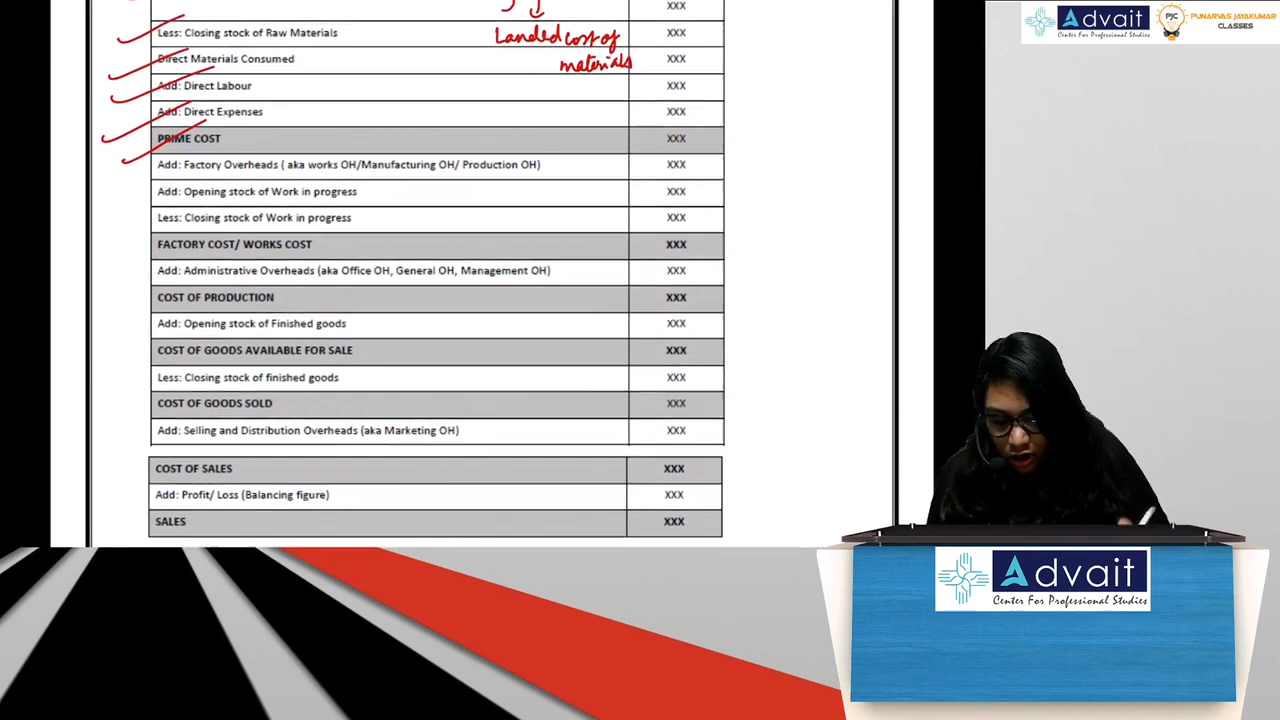 Advait
Center For Professional Studies
PJC
PUNARVAS JAYAKUMAR
CLASSES
XXX
Less: Closing stock of Raw Materials XXX
Landed cost of
materials
Direct Materials Consumed XXX
Add: Direct Labour XXX
Add: Direct Expenses XXX
PRIME COST XXX
Add: Factory Overheads ( aka works OH/Manufacturing OH/ Production OH) XXX
Add: Opening stock of Work in progress XXX
Less: Closing stock of Work in progress XXX
FACTORY COST/ WORKS COST XXX
Add: Administrative Overheads (aka Office OH, General OH, Management OH) XXX
COST OF PRODUCTION XXX
Add: Opening stock of Finished goods XXX
COST OF GOODS AVAILABLE FOR SALE XXX
Less: Closing stock of finished goods XXX
COST OF GOODS SOLD XXX
Add: Selling and Distribution Overheads (aka Marketing OH) XXX
COST OF SALES XXX
Add: Profit/ Loss (Balancing figure) XXX
SALES XXX
Advait
Center For Professional Studies